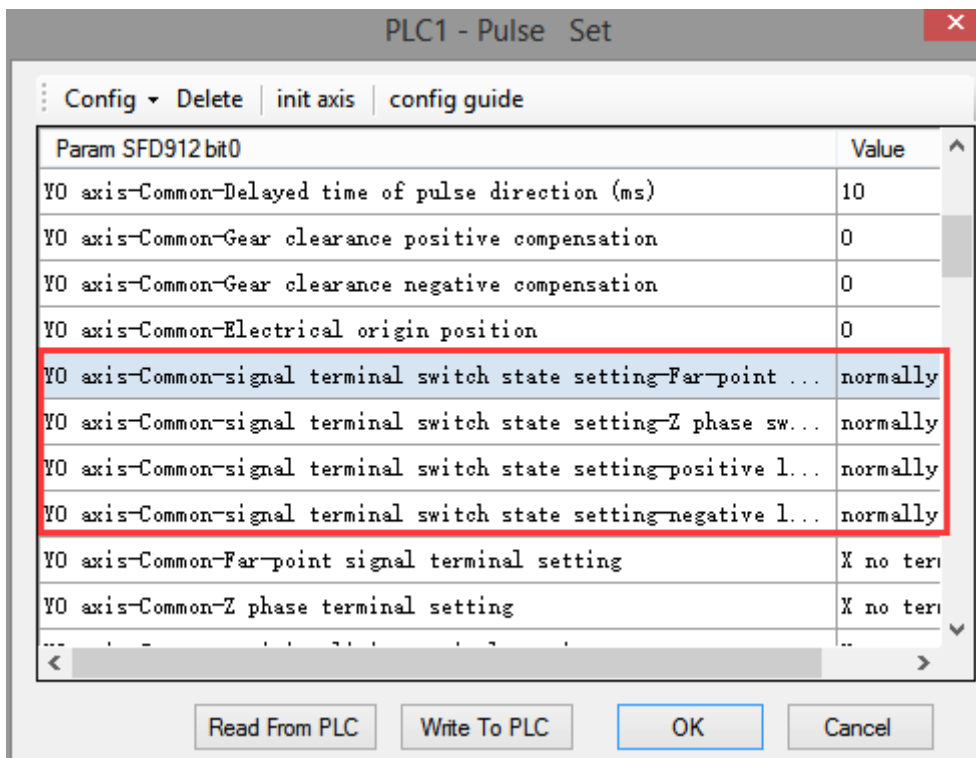 PLC1 - Pulse Set
Config Delete init axis config guide
Param SFD912 bit0 Value
Y0 axis-Common-Delayed time of pulse direction (ms) 10
Y0 axis-Common-Gear clearance positive compensation 0
Y0 axis-Common-Gear clearance negative compensation 0
Y0 axis-Common-Electrical origin position 0
Y0 axis-Common-signal terminal switch state setting-Far-point ... normally
Y0 axis-Common-signal terminal switch state setting-Z phase sw... normally
Y0 axis-Common-signal terminal switch state setting-positive l... normally
Y0 axis-Common-signal terminal switch state setting-negative l... normally
Y0 axis-Common-Far-point signal terminal setting X no ter
Y0 axis-Common-Z phase terminal setting X no ter
Read From PLC Write To PLC OK Cancel